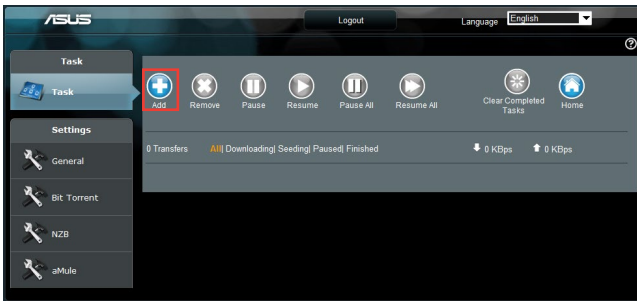 ASUS
Logout
Language English
?
Task
Task
Add Remove Pause Resume Pause All Resume All Clear Completed Tasks Home
Settings
0 Transfers All| Downloading| Seeding| Paused| Finished 0 KBps 0 KBps
General
Bit Torrent
NZB
aMule